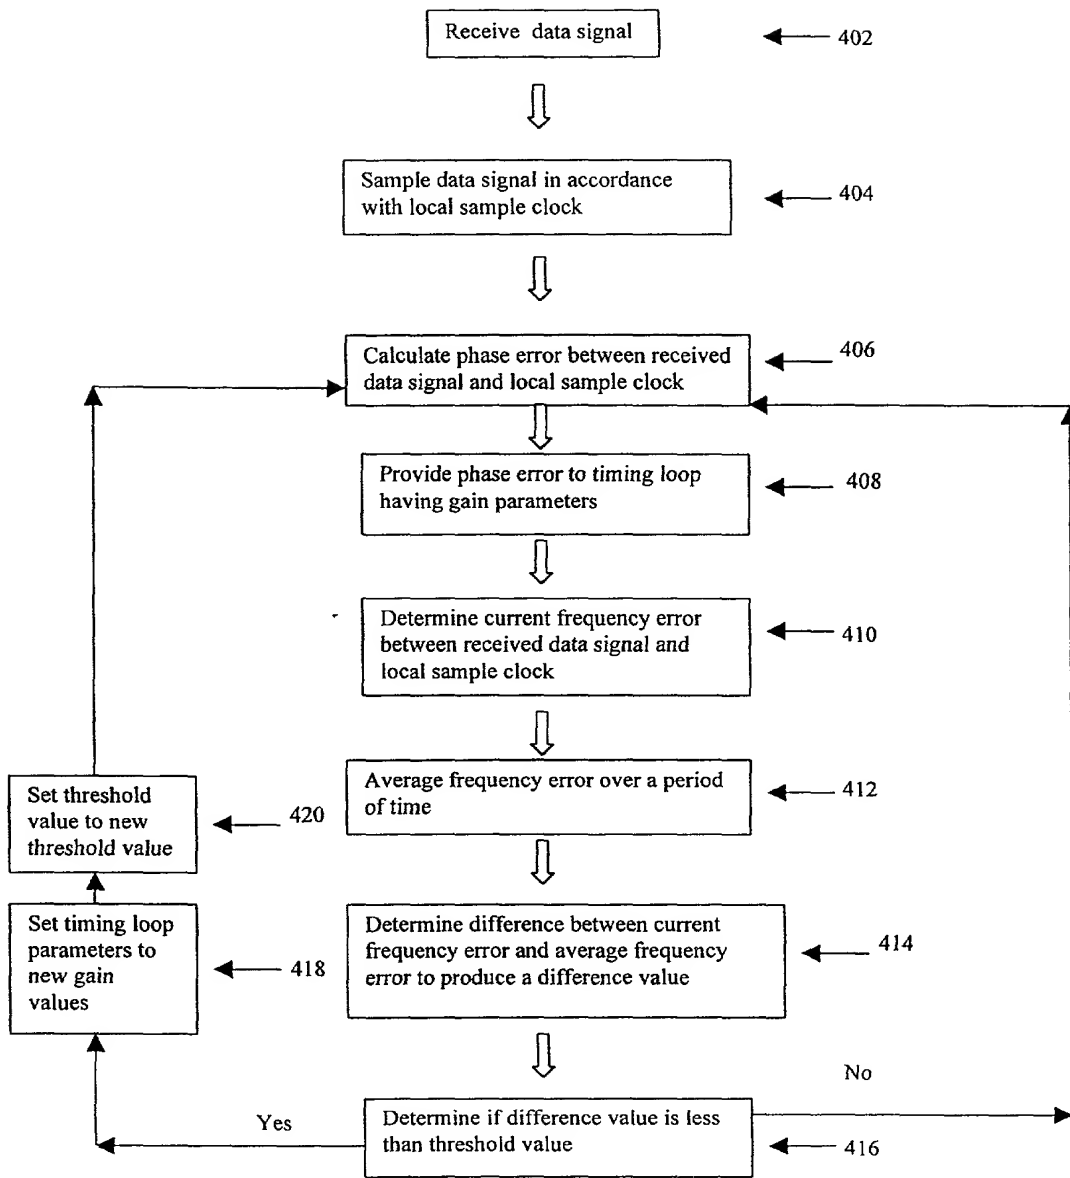 Receive data signal
402
Sample data signal in accordance
with local sample clock
404
Calculate phase error between received
data signal and local sample clock
406
Provide phase error to timing loop
having gain parameters
408
Determine current frequency error
between received data signal and
local sample clock
410
Average frequency error over a period
of time
412
Set threshold
value to new
threshold value
420
Determine difference between current
frequency error and average frequency
error to produce a difference value
414
Set timing loop
parameters to
new gain
values
418
No
Yes
Determine if difference value is less
than threshold value
416